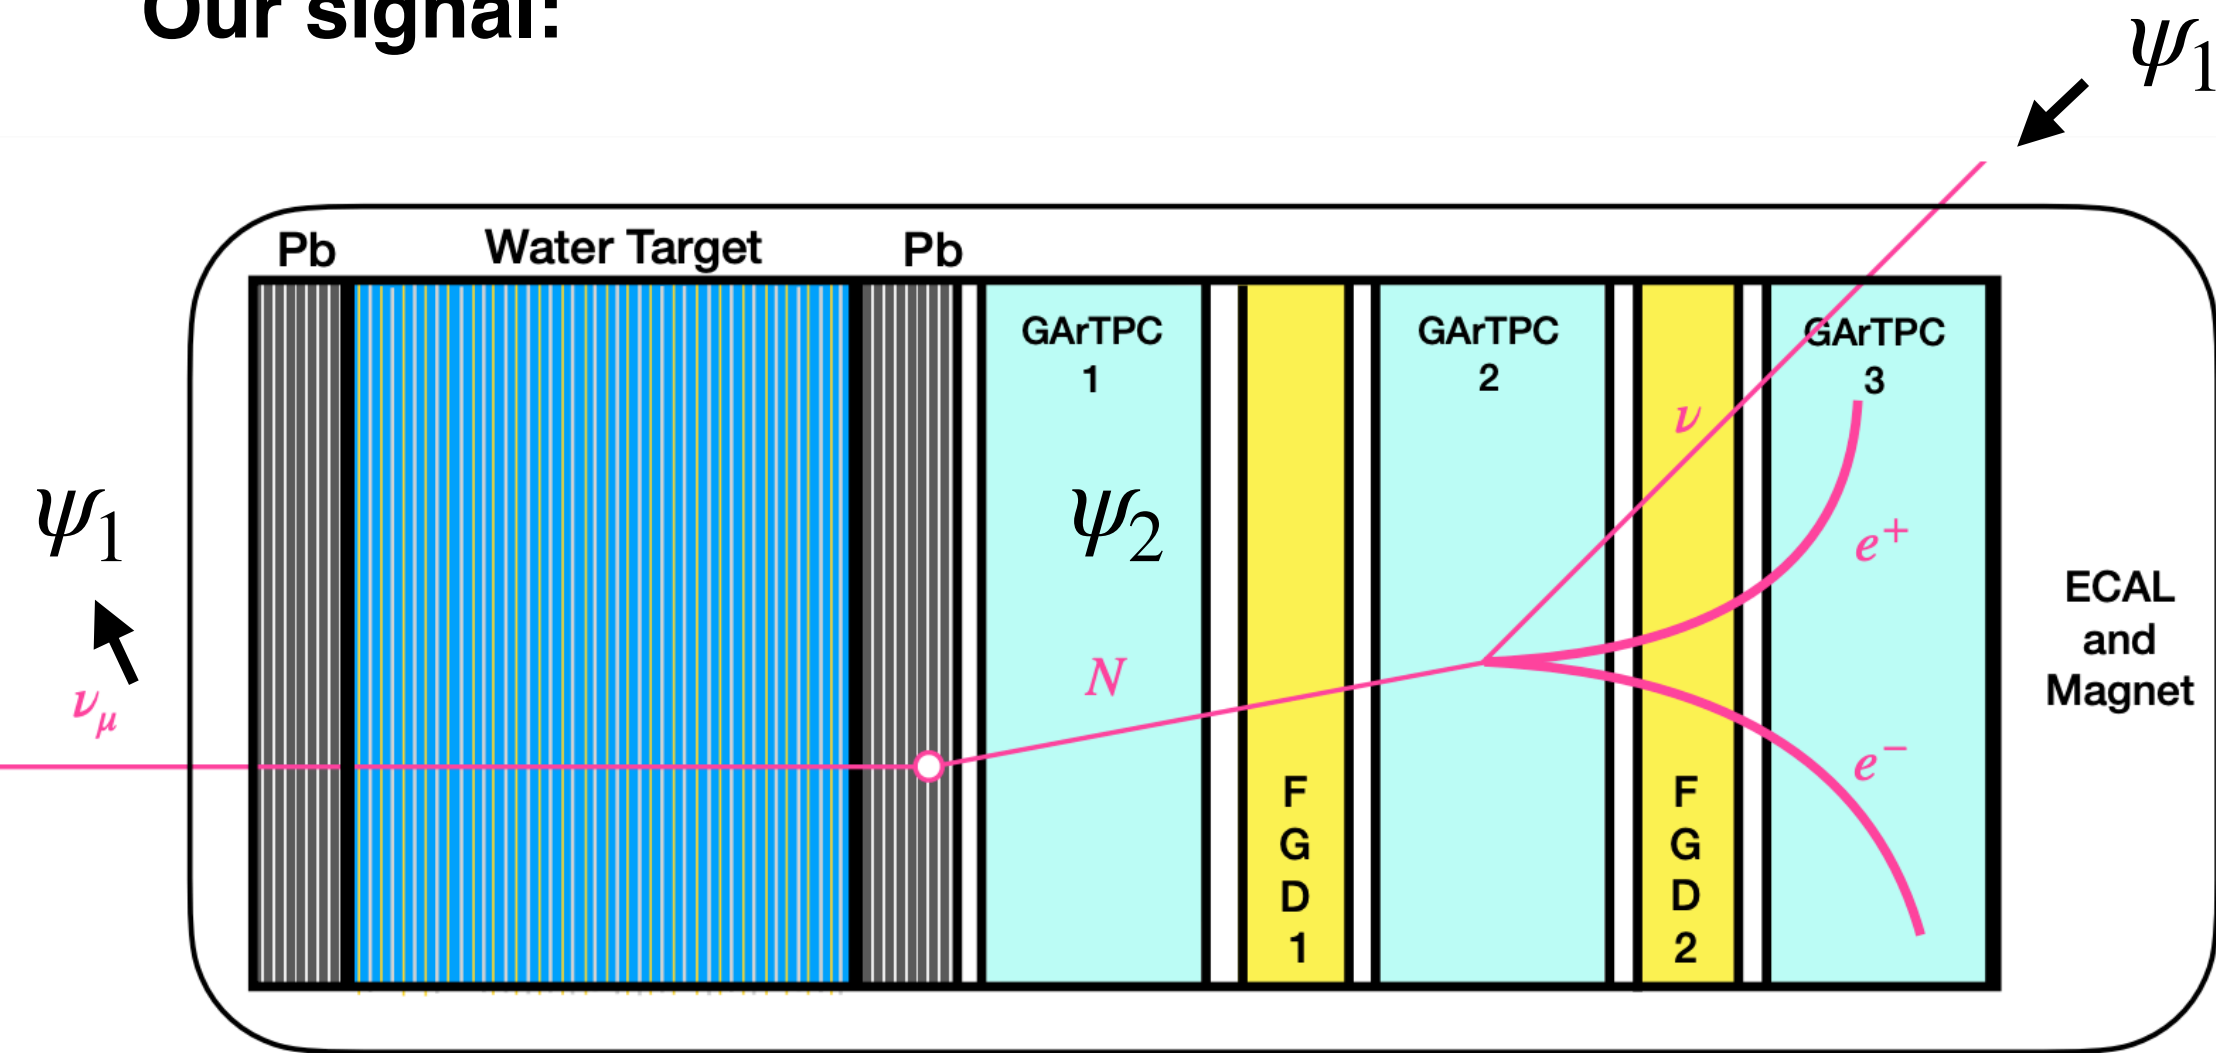 Our signal:
ψ₁
Pb
Water Target
Pb
GArTPC
1
GArTPC
2
GArTPC
3
ν
ψ₁
ψ₂
e⁺
ECAL
and
Magnet
N
ν_μ
e⁻
F
G
D
1
F
G
D
2